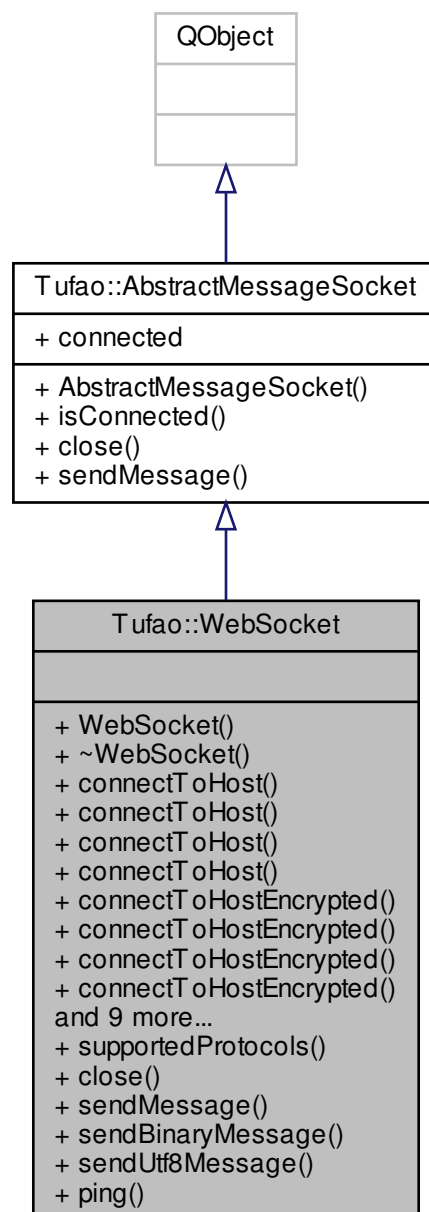 QObject
Tufao::AbstractMessageSocket
+ connected
+ AbstractMessageSocket()
+ isConnected()
+ close()
+ sendMessage()
Tufao::WebSocket
+ WebSocket()
+ ~WebSocket()
+ connectToHost()
+ connectToHost()
+ connectToHost()
+ connectToHost()
+ connectToHostEncrypted()
+ connectToHostEncrypted()
+ connectToHostEncrypted()
+ connectToHostEncrypted()
and 9 more...
+ supportedProtocols()
+ close()
+ sendMessage()
+ sendBinaryMessage()
+ sendUtf8Message()
+ ping()